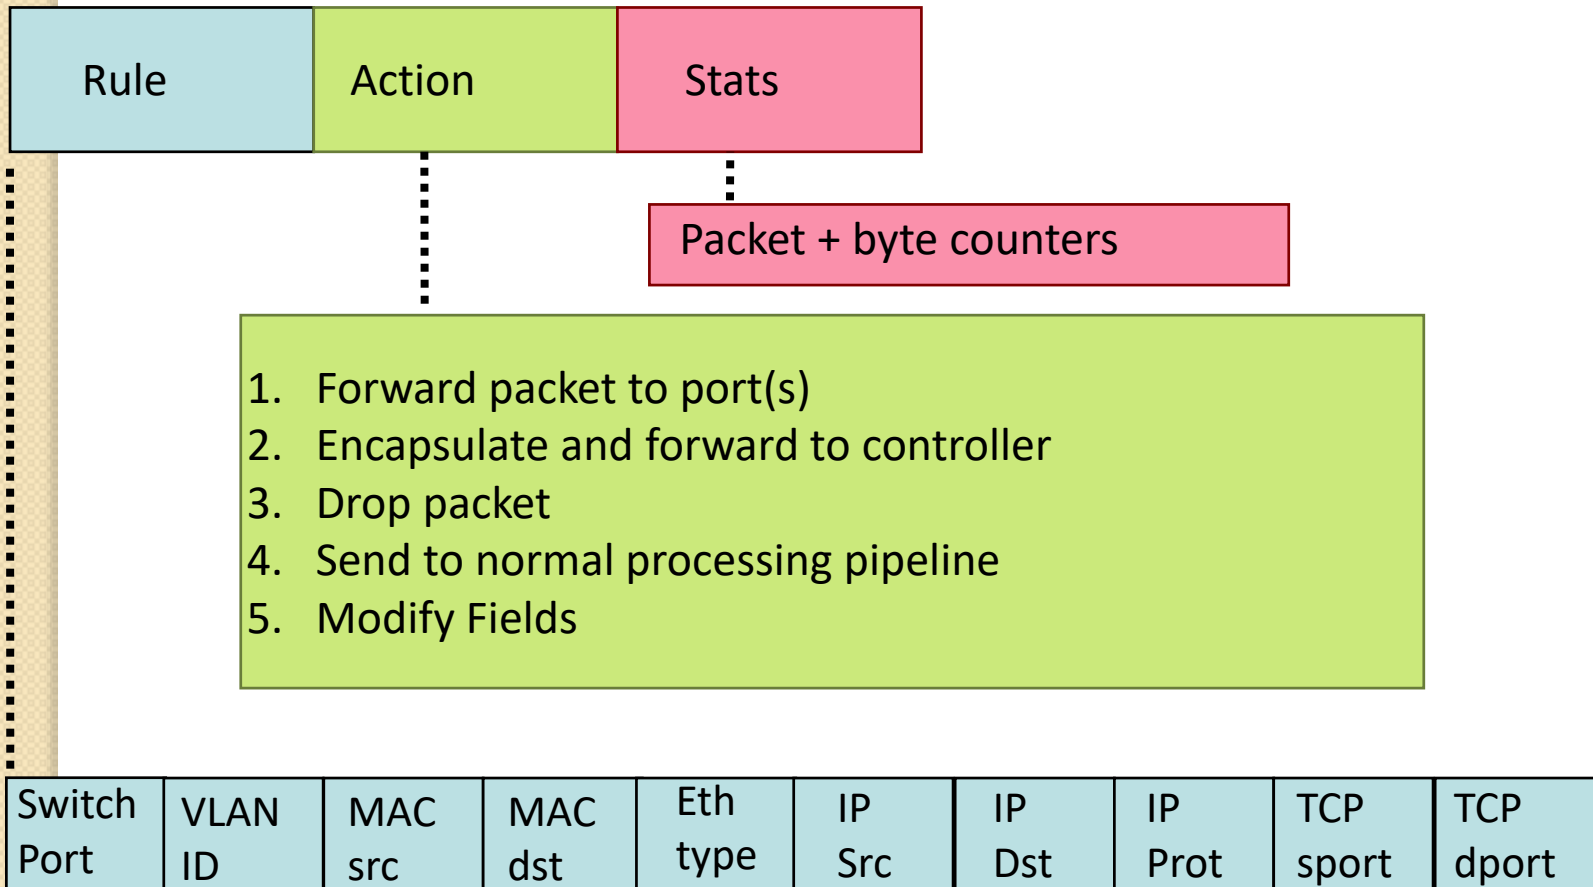 Rule
Action
Stats
Packet + byte counters
1. Forward packet to port(s)
2. Encapsulate and forward to controller
3. Drop packet
4. Send to normal processing pipeline
5. Modify Fields
Switch
Port
VLAN
ID
MAC
src
MAC
dst
Eth
type
IP
Src
IP
Dst
IP
Prot
TCP
sport
TCP
dport